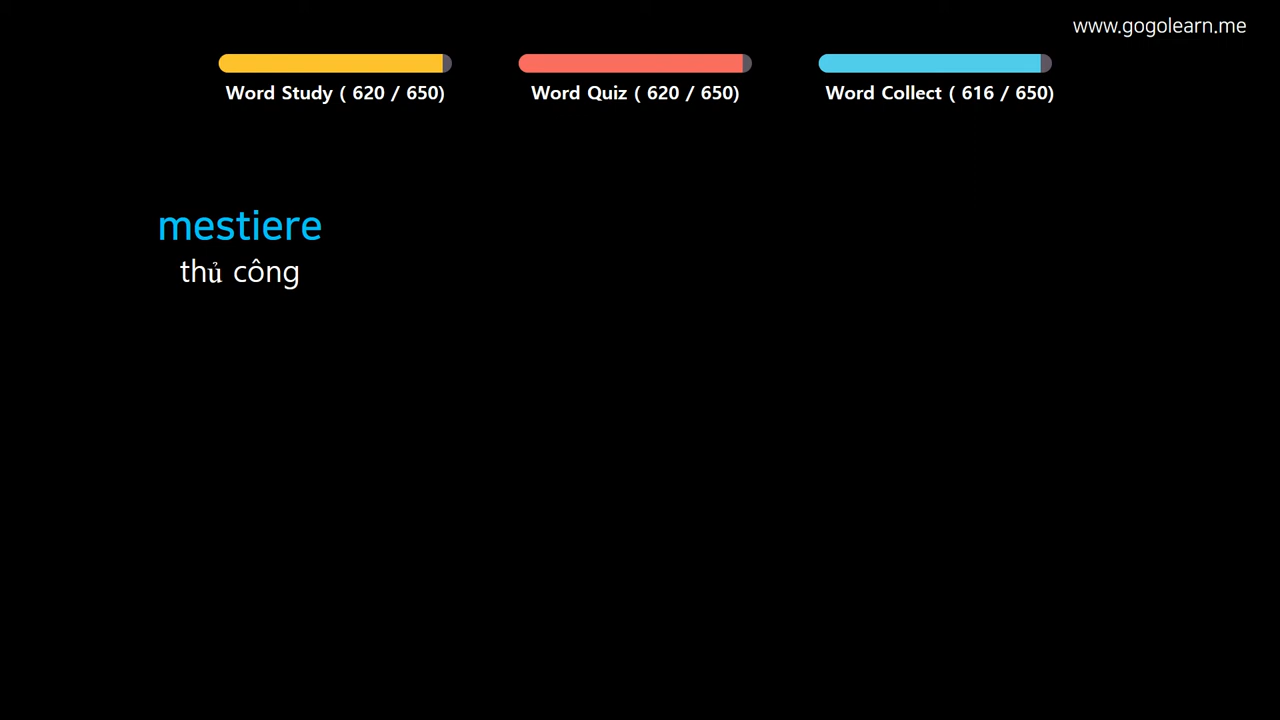 www.gogolearn.me
Word Study ( 620 / 650)
Word Quiz ( 620 / 650)
Word Collect ( 616 / 650)
mestiere
thủ công